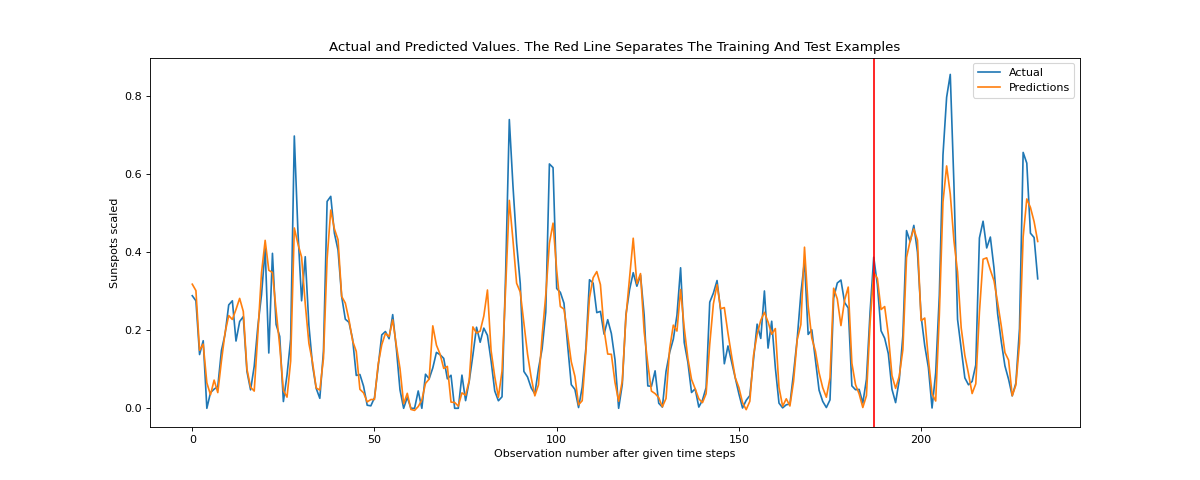 Actual and Predicted Values. The Red Line Separates The Training And Test Examples
Actual
Predictions
0.8
0.6
0.4
0.2
0.0
Sunspots scaled
0 50 100 150 200
Observation number after given time steps